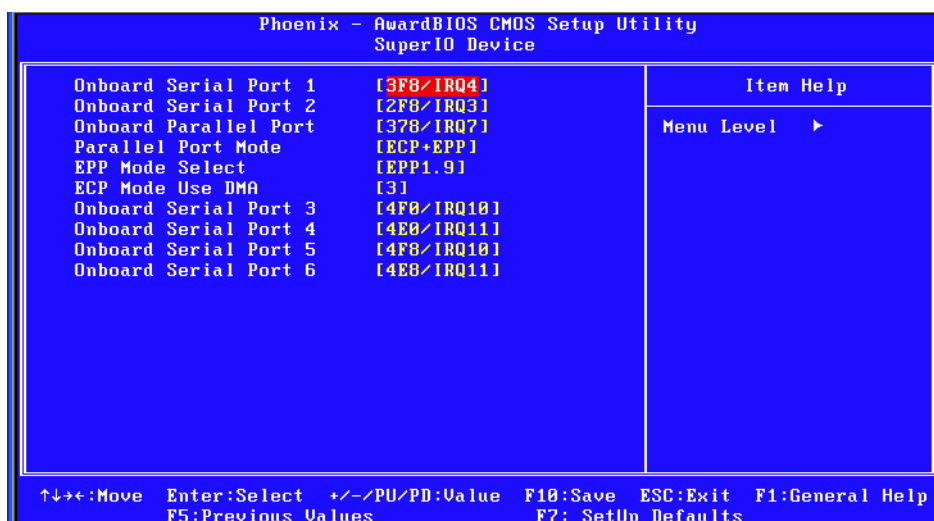 Phoenix - AwardBIOS CMOS Setup Utility
SuperIO Device
Onboard Serial Port 1 [3F8/IRQ4]
Onboard Serial Port 2 [2F8/IRQ3]
Onboard Parallel Port [378/IRQ7]
Parallel Port Mode [ECP+EPP]
EPP Mode Select [EPP1.9]
ECP Mode Use DMA [3]
Onboard Serial Port 3 [4F0/IRQ10]
Onboard Serial Port 4 [4E0/IRQ11]
Onboard Serial Port 5 [4F8/IRQ10]
Onboard Serial Port 6 [4E8/IRQ11]
Item Help
Menu Level ►
↑↓→←:Move Enter:Select +/-/PU/PD:Value F10:Save ESC:Exit F1:General Help
F5:Previous Values F7: SetUp Defaults